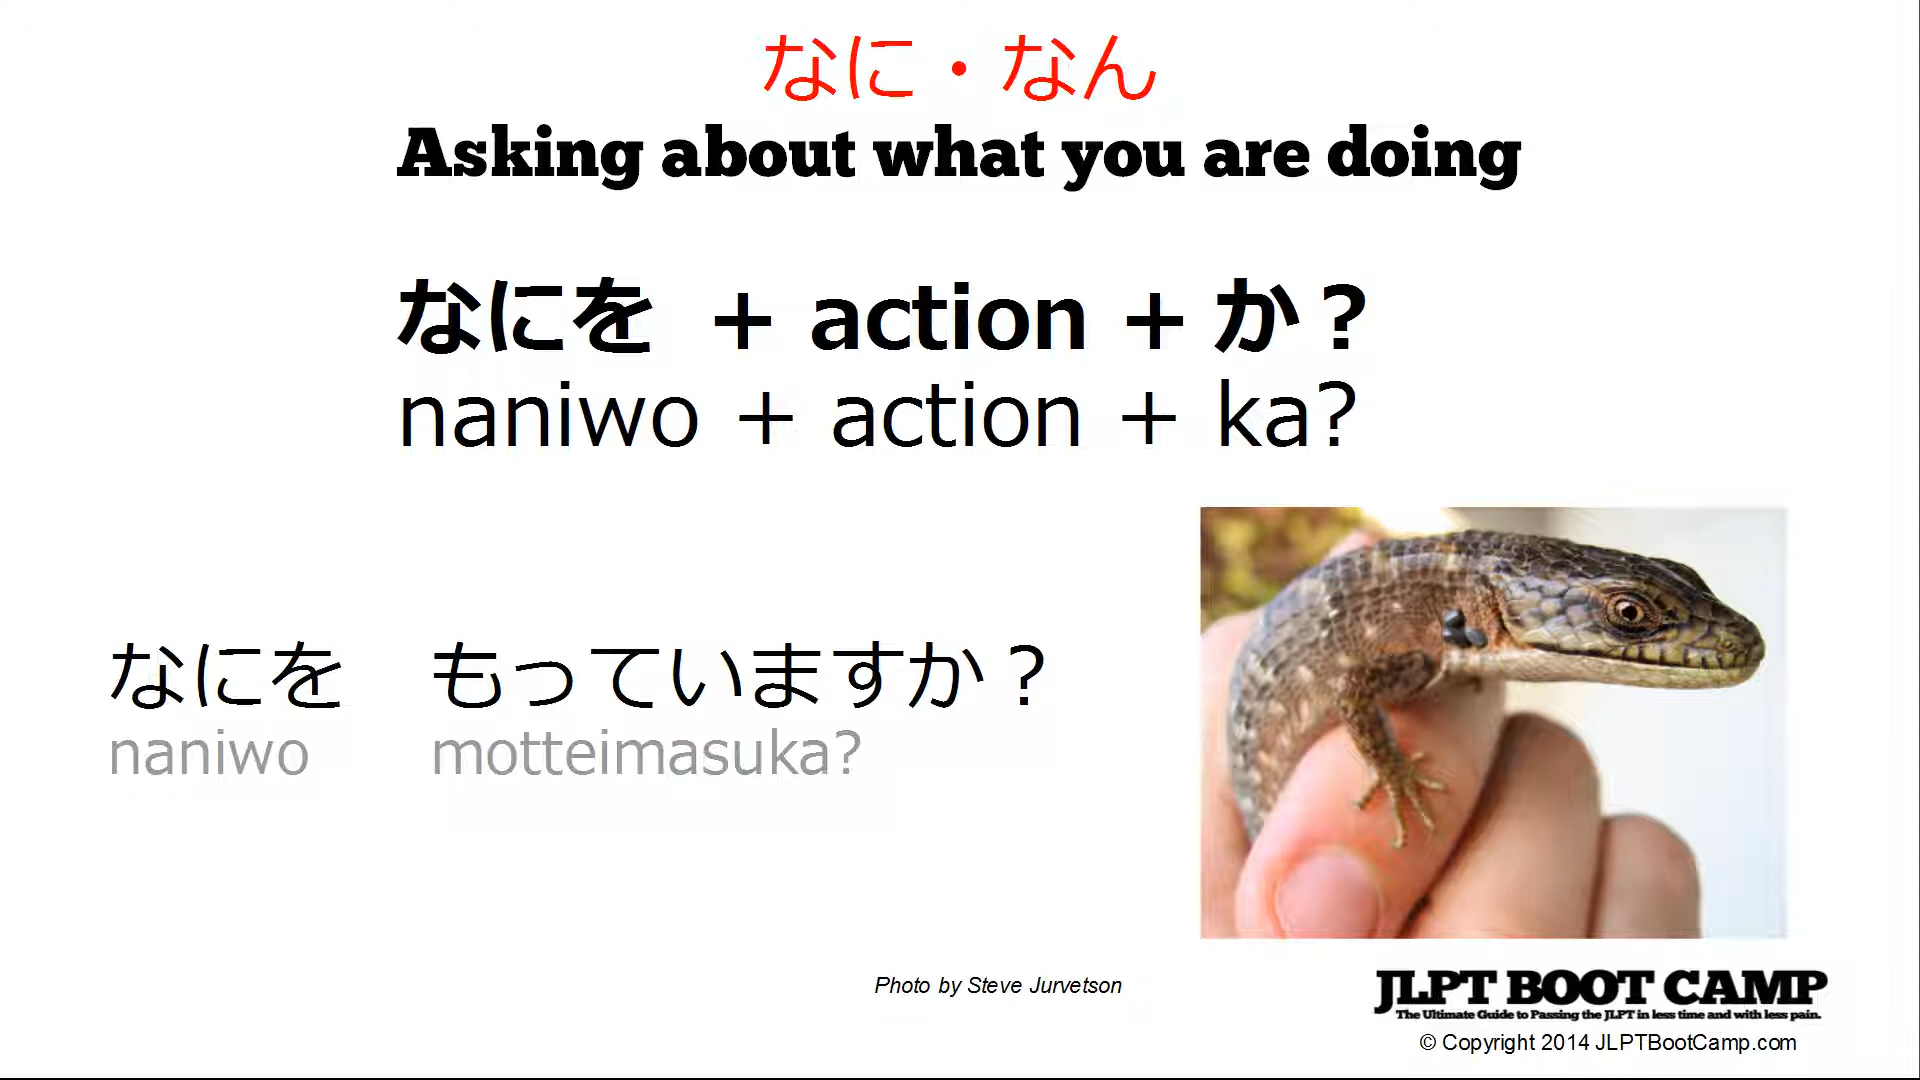 なに・なん
Asking about what you are doing
なにを + action + か？
naniwo + action + ka?
なにを　もっていますか？
naniwo motteimasuka?
Photo by Steve Jurvetson
JLPT BOOT CAMP
The Ultimate Guide to Passing the JLPT in less time and with less pain.
© Copyright 2014 JLPTBootCamp.com